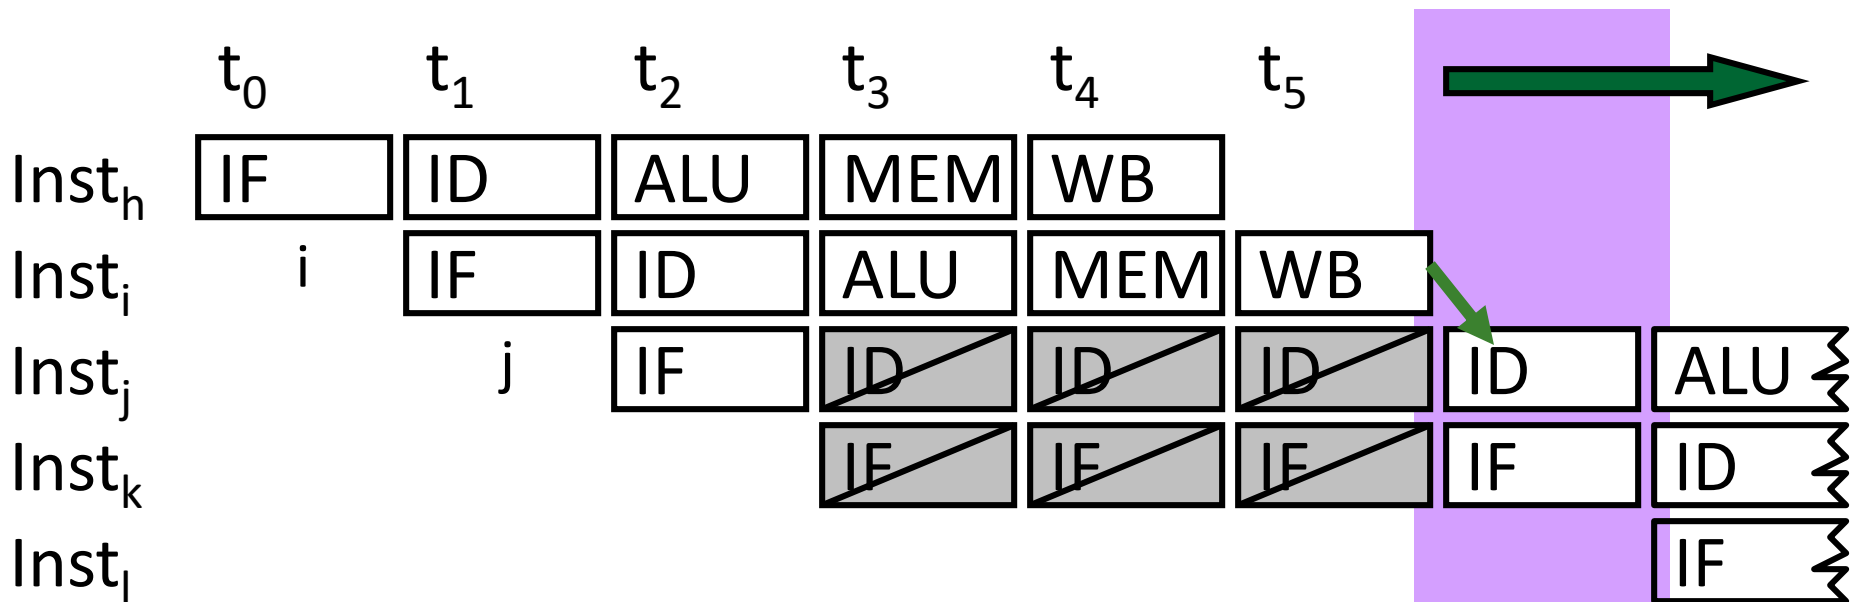 t₀ t₁ t₂ t₃ t₄ t₅
Instₕ IF ID ALU MEM WB
Instᵢ i IF ID ALU MEM WB
Instⱼ j IF ID ID ID ID ALU
Instₖ IF IF IF IF ID
Instₗ IF